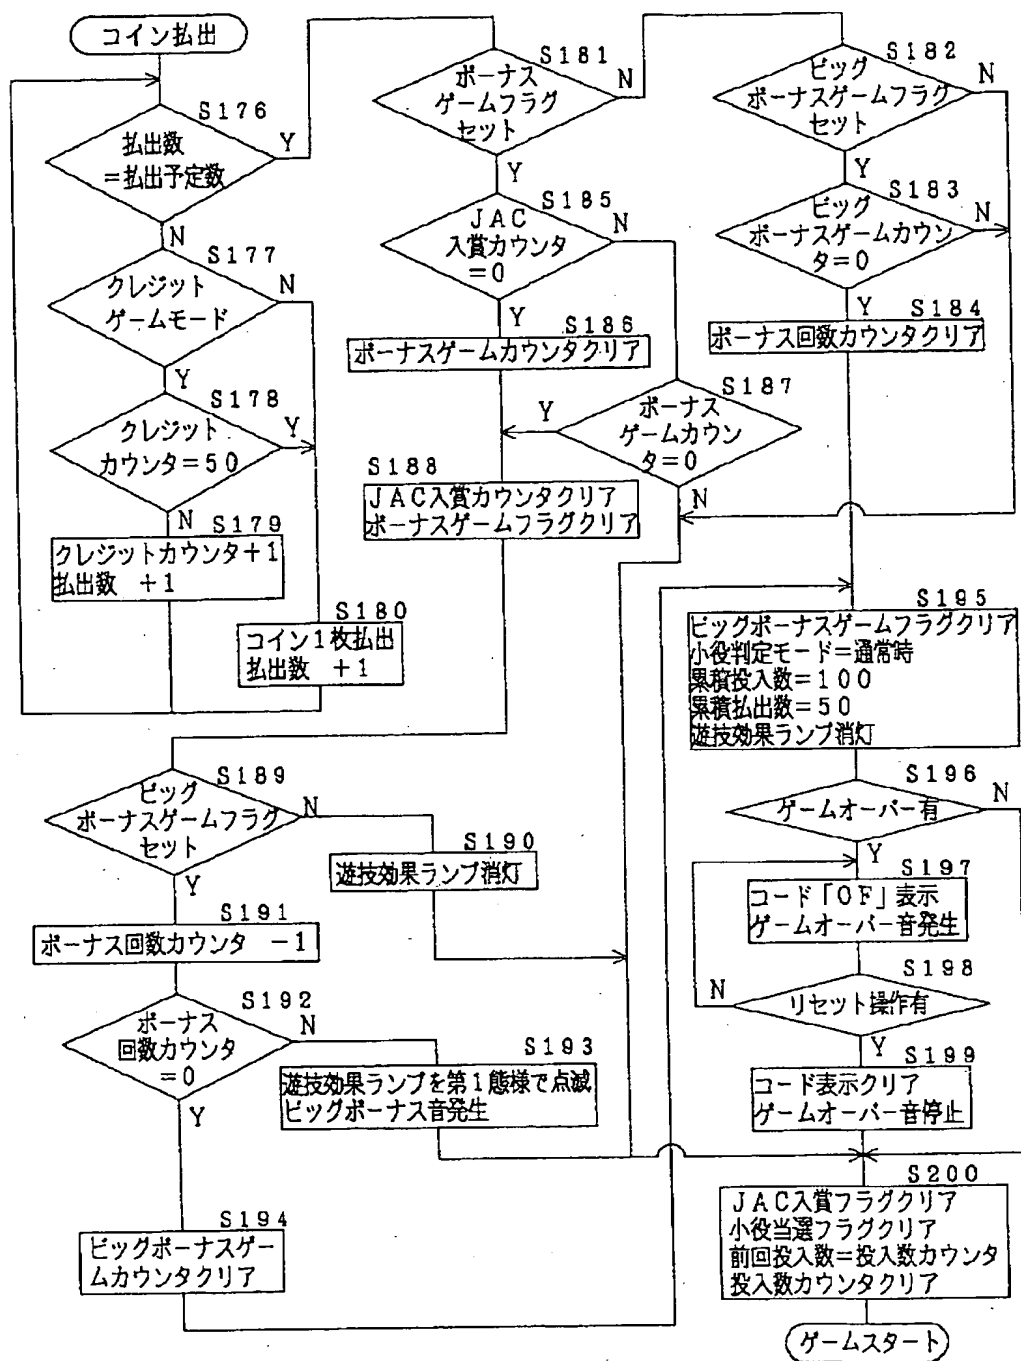 コイン払出
S176
払出数
=払出予定数
Y
N
S177
クレジット
ゲームモード
N
Y
S178
クレジット
カウンタ=50
Y
N
S179
クレジットカウンタ+1
払出数 +1
S180
コイン1枚払出
払出数 +1
S181
ボーナス
ゲームフラグ
セット
N
Y
S182
ビッグ
ボーナスゲームフラグ
セット
N
Y
S183
ビッグ
ボーナスゲームカウン
タ=0
N
Y
S184
ボーナス回数カウンタクリア
S185
JAC
入賞カウンタ
=0
N
Y
S186
ボーナスゲームカウンタクリア
S187
ボーナス
ゲームカウン
タ=0
Y
N
S188
JAC入賞カウンタクリア
ボーナスゲームフラグクリア
S189
ビッグ
ボーナスゲームフラグ
セット
N
Y
S190
遊技効果ランプ消灯
S191
ボーナス回数カウンタ -1
S192
ボーナス
回数カウンタ
=0
N
Y
S193
遊技効果ランプを第1態様で点滅
ビッグボーナス音発生
S194
ビッグボーナスゲー
ムカウンタクリア
S195
ビッグボーナスゲームフラグクリア
小役判定モード=通常時
累積投入数=100
累積払出数=50
遊技効果ランプ消灯
S196
ゲームオーバー有
N
Y
S197
コード「OF」表示
ゲームオーバー音発生
S198
リセット操作有
N
Y
S199
コード表示クリア
ゲームオーバー音停止
S200
JAC入賞フラグクリア
小役当選フラグクリア
前回投入数=投入数カウンタ
投入数カウンタクリア
ゲームスタート